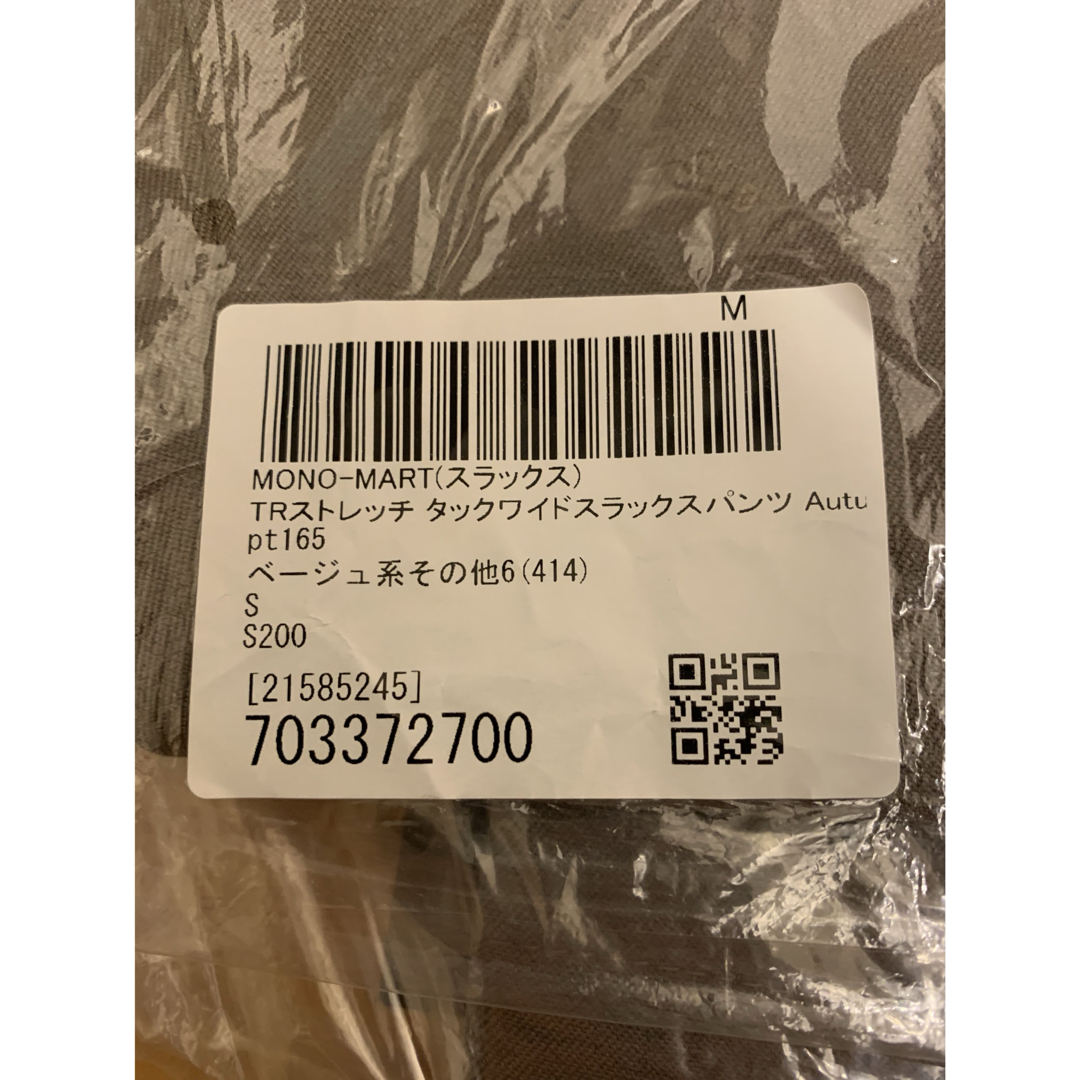 M
MONO-MART(スラックス)
TRストレッチ タックワイドスラックスパンツ Autu
pt165
ベージュ系その他6(414)
S
S200
[21585245]
703372700